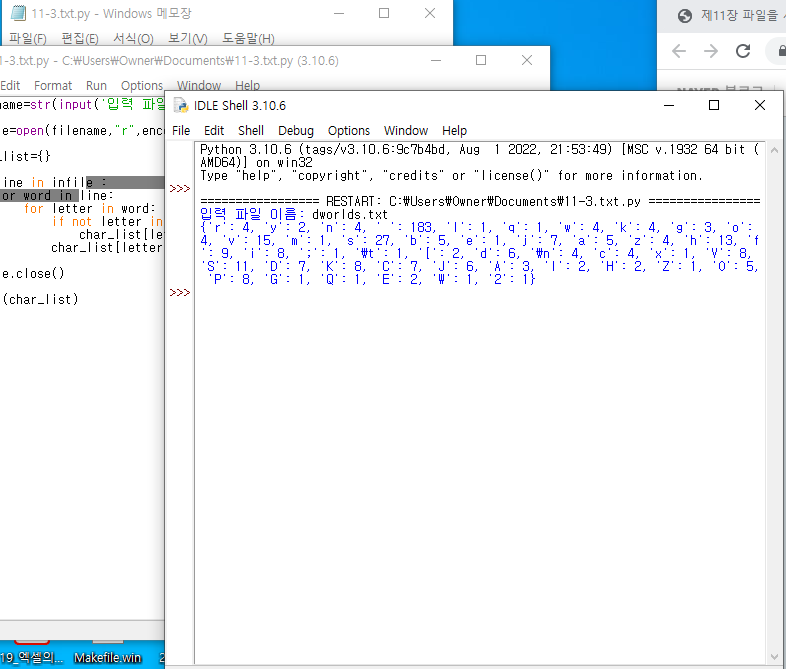 11-3.txt.py - Windows 메모장
파일(F) 편집(E) 서식(O) 보기(V) 도움말(H)
제11장 파일을
1-3.txt.py - C:₩Users₩Owner₩Documents₩11-3.txt.py (3.10.6)
Edit Format Run Options Window Help
name=str(input('입력 파일
e=open(filename,"r",enc
_list={}
line in infile :
or word in line:
for letter in word:
if not letter in
char_list[le
char_list[letter
e.close()
(char_list)
IDLE Shell 3.10.6
File Edit Shell Debug Options Window Help
Python 3.10.6 (tags/v3.10.6:9c7b4bd, Aug 1 2022, 21:53:49) [MSC v.1932 64 bit (
AMD64)] on win32
Type "help", "copyright", "credits" or "license()" for more information.
>>>
================= RESTART: C:₩Users₩Owner₩Documents₩11-3.txt.py ================
입력 파일 이름: dworlds.txt
{'r': 4, 'y': 2, 'n': 4, ' ': 183, 'l': 1, 'q': 1, 'w': 4, 'k': 4, 'g': 3, 'o':
4, 'v': 15, 'm': 1, 's': 27, 'b': 5, 'e': 1, 'j': 7, 'a': 5, 'z': 4, 'h': 13, 'f
': 9, 'i': 8, ';': 1, '₩t': 1, '[': 2, 'd': 6, '₩n': 4, 'c': 4, 'x': 1, 'V': 8,
'S': 11, 'D': 7, 'K': 8, 'C': 7, 'J': 6, 'A': 3, 'I': 2, 'H': 2, 'Z': 1, 'O': 5,
'P': 8, 'G': 1, 'Q': 1, 'E': 2, 'W': 1, '2': 1}
>>>
19_엑셀의... Makefile.win 2